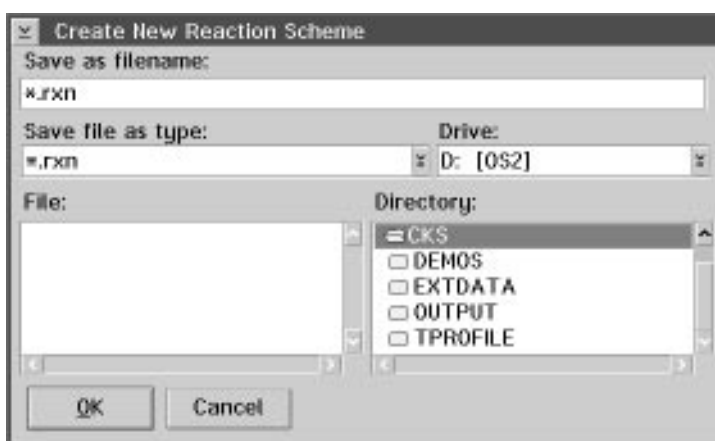 Create New Reaction Scheme
Save as filename:
*.rxn
Save file as type:
*.rxn
Drive:
D: [OS2]
File:
Directory:
CKS
DEMOS
EXTDATA
OUTPUT
TPROFILE
OK
Cancel